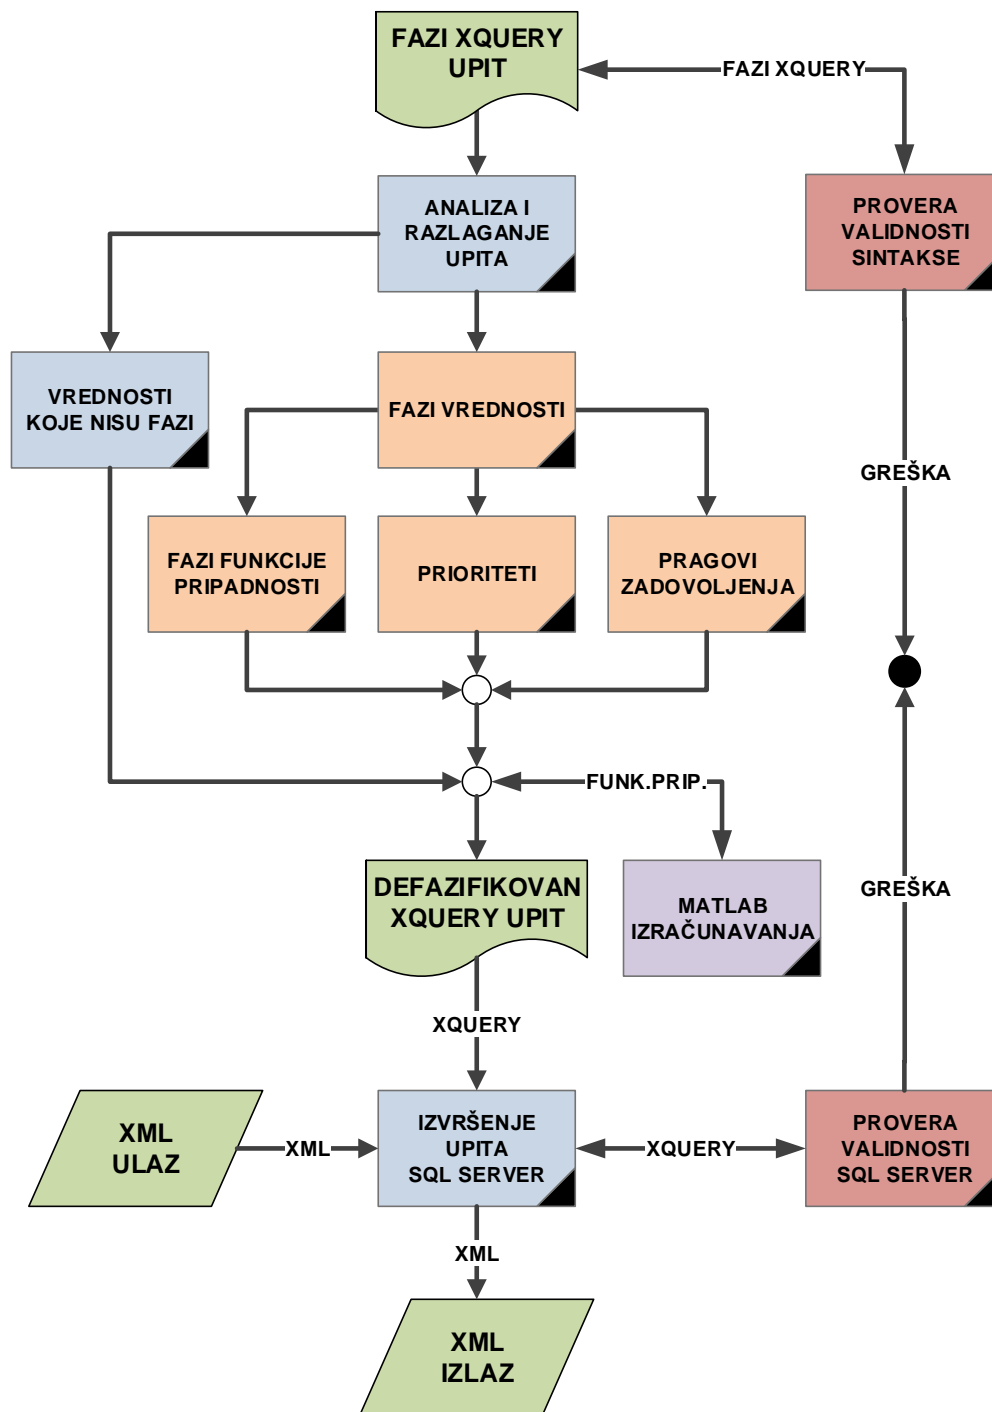 FAZI XQUERY
UPIT
FAZI XQUERY
ANALIZA I
RAZLAGANJE
UPITA
PROVERA
VALIDNOSTI
SINTAKSE
VREDNOSTI
KOJE NISU FAZI
FAZI VREDNOSTI
GREŠKA
FAZI FUNKCIJE
PRIPADNOSTI
PRIORITETI
PRAGOVI
ZADOVOLJENJA
FUNK.PRIP.
DEFAZIFIKOVAN
XQUERY UPIT
MATLAB
IZRAČUNAVANJA
GREŠKA
XQUERY
XML
ULAZ
XML
IZVRŠENJE
UPITA
SQL SERVER
XQUERY
PROVERA
VALIDNOSTI
SQL SERVER
XML
XML
IZLAZ